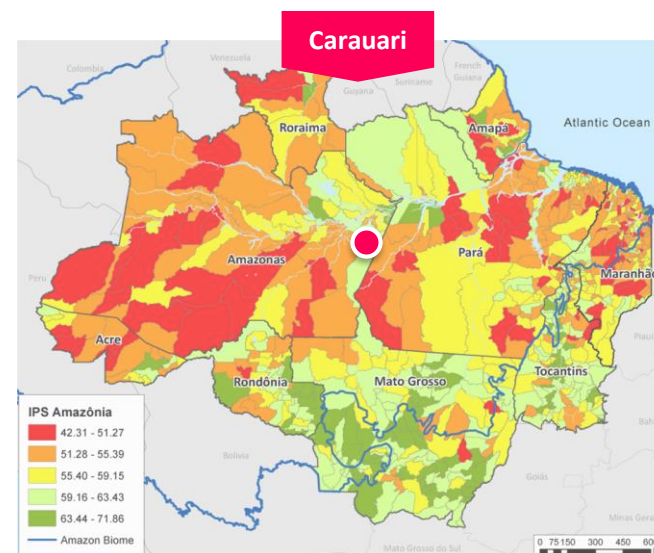 Carauari
Venezuela
Colombia
Guyana
Suriname
French
Guiana
Roraima
Amapá
Atlantic Ocean
Amazonas
Pará
Maranhão
Peru
Acre
Rondônia
Mato Grosso
Tocantins
Piauí
Bolivia
Goiás
Minas Gera
Mato Grosso do Sul
IPS Amazônia
42.31 - 51.27
51.28 - 55.39
55.40 - 59.15
59.16 - 63.43
63.44 - 71.86
Amazon Biome
0 75 150 300 450 600